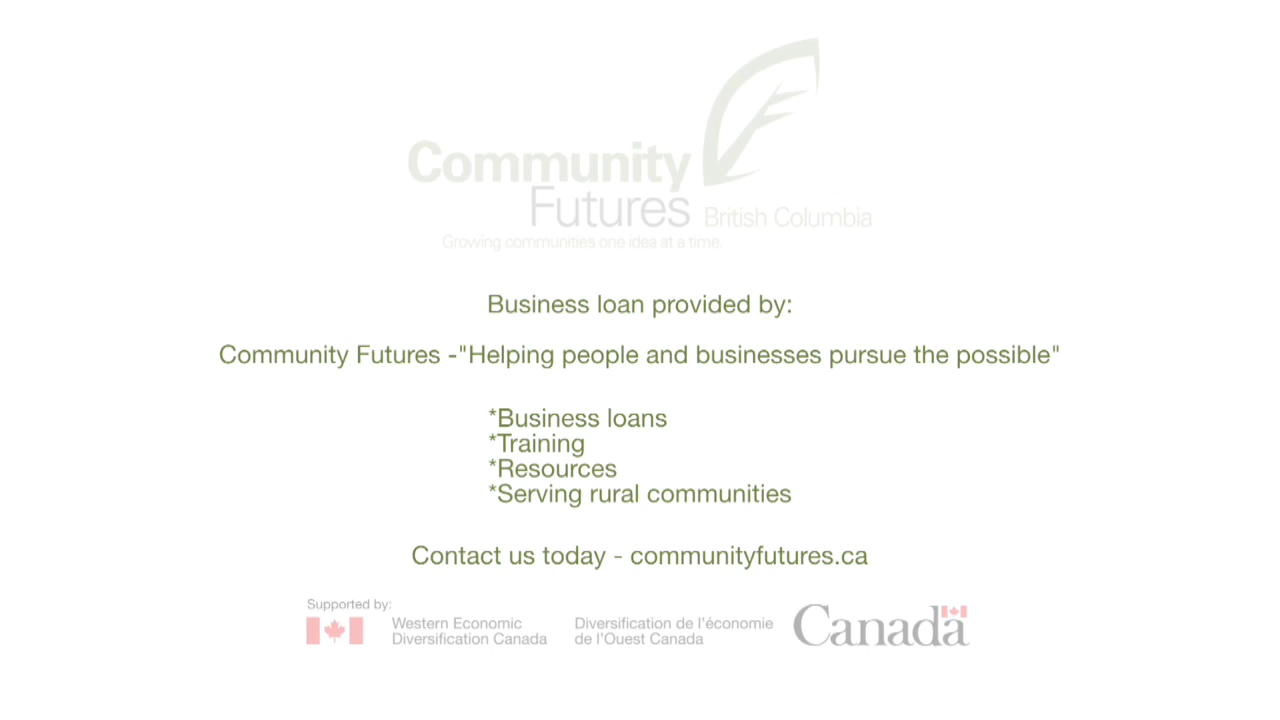 Community
Futures British Columbia
Growing communities one idea at a time.
Business loan provided by:
Community Futures -"Helping people and businesses pursue the possible"
*Business loans
*Training
*Resources
*Serving rural communities
Contact us today - communityfutures.ca
Supported by:
Western Economic
Diversification Canada
Diversification de l'économie
de l'Ouest Canada
Canada